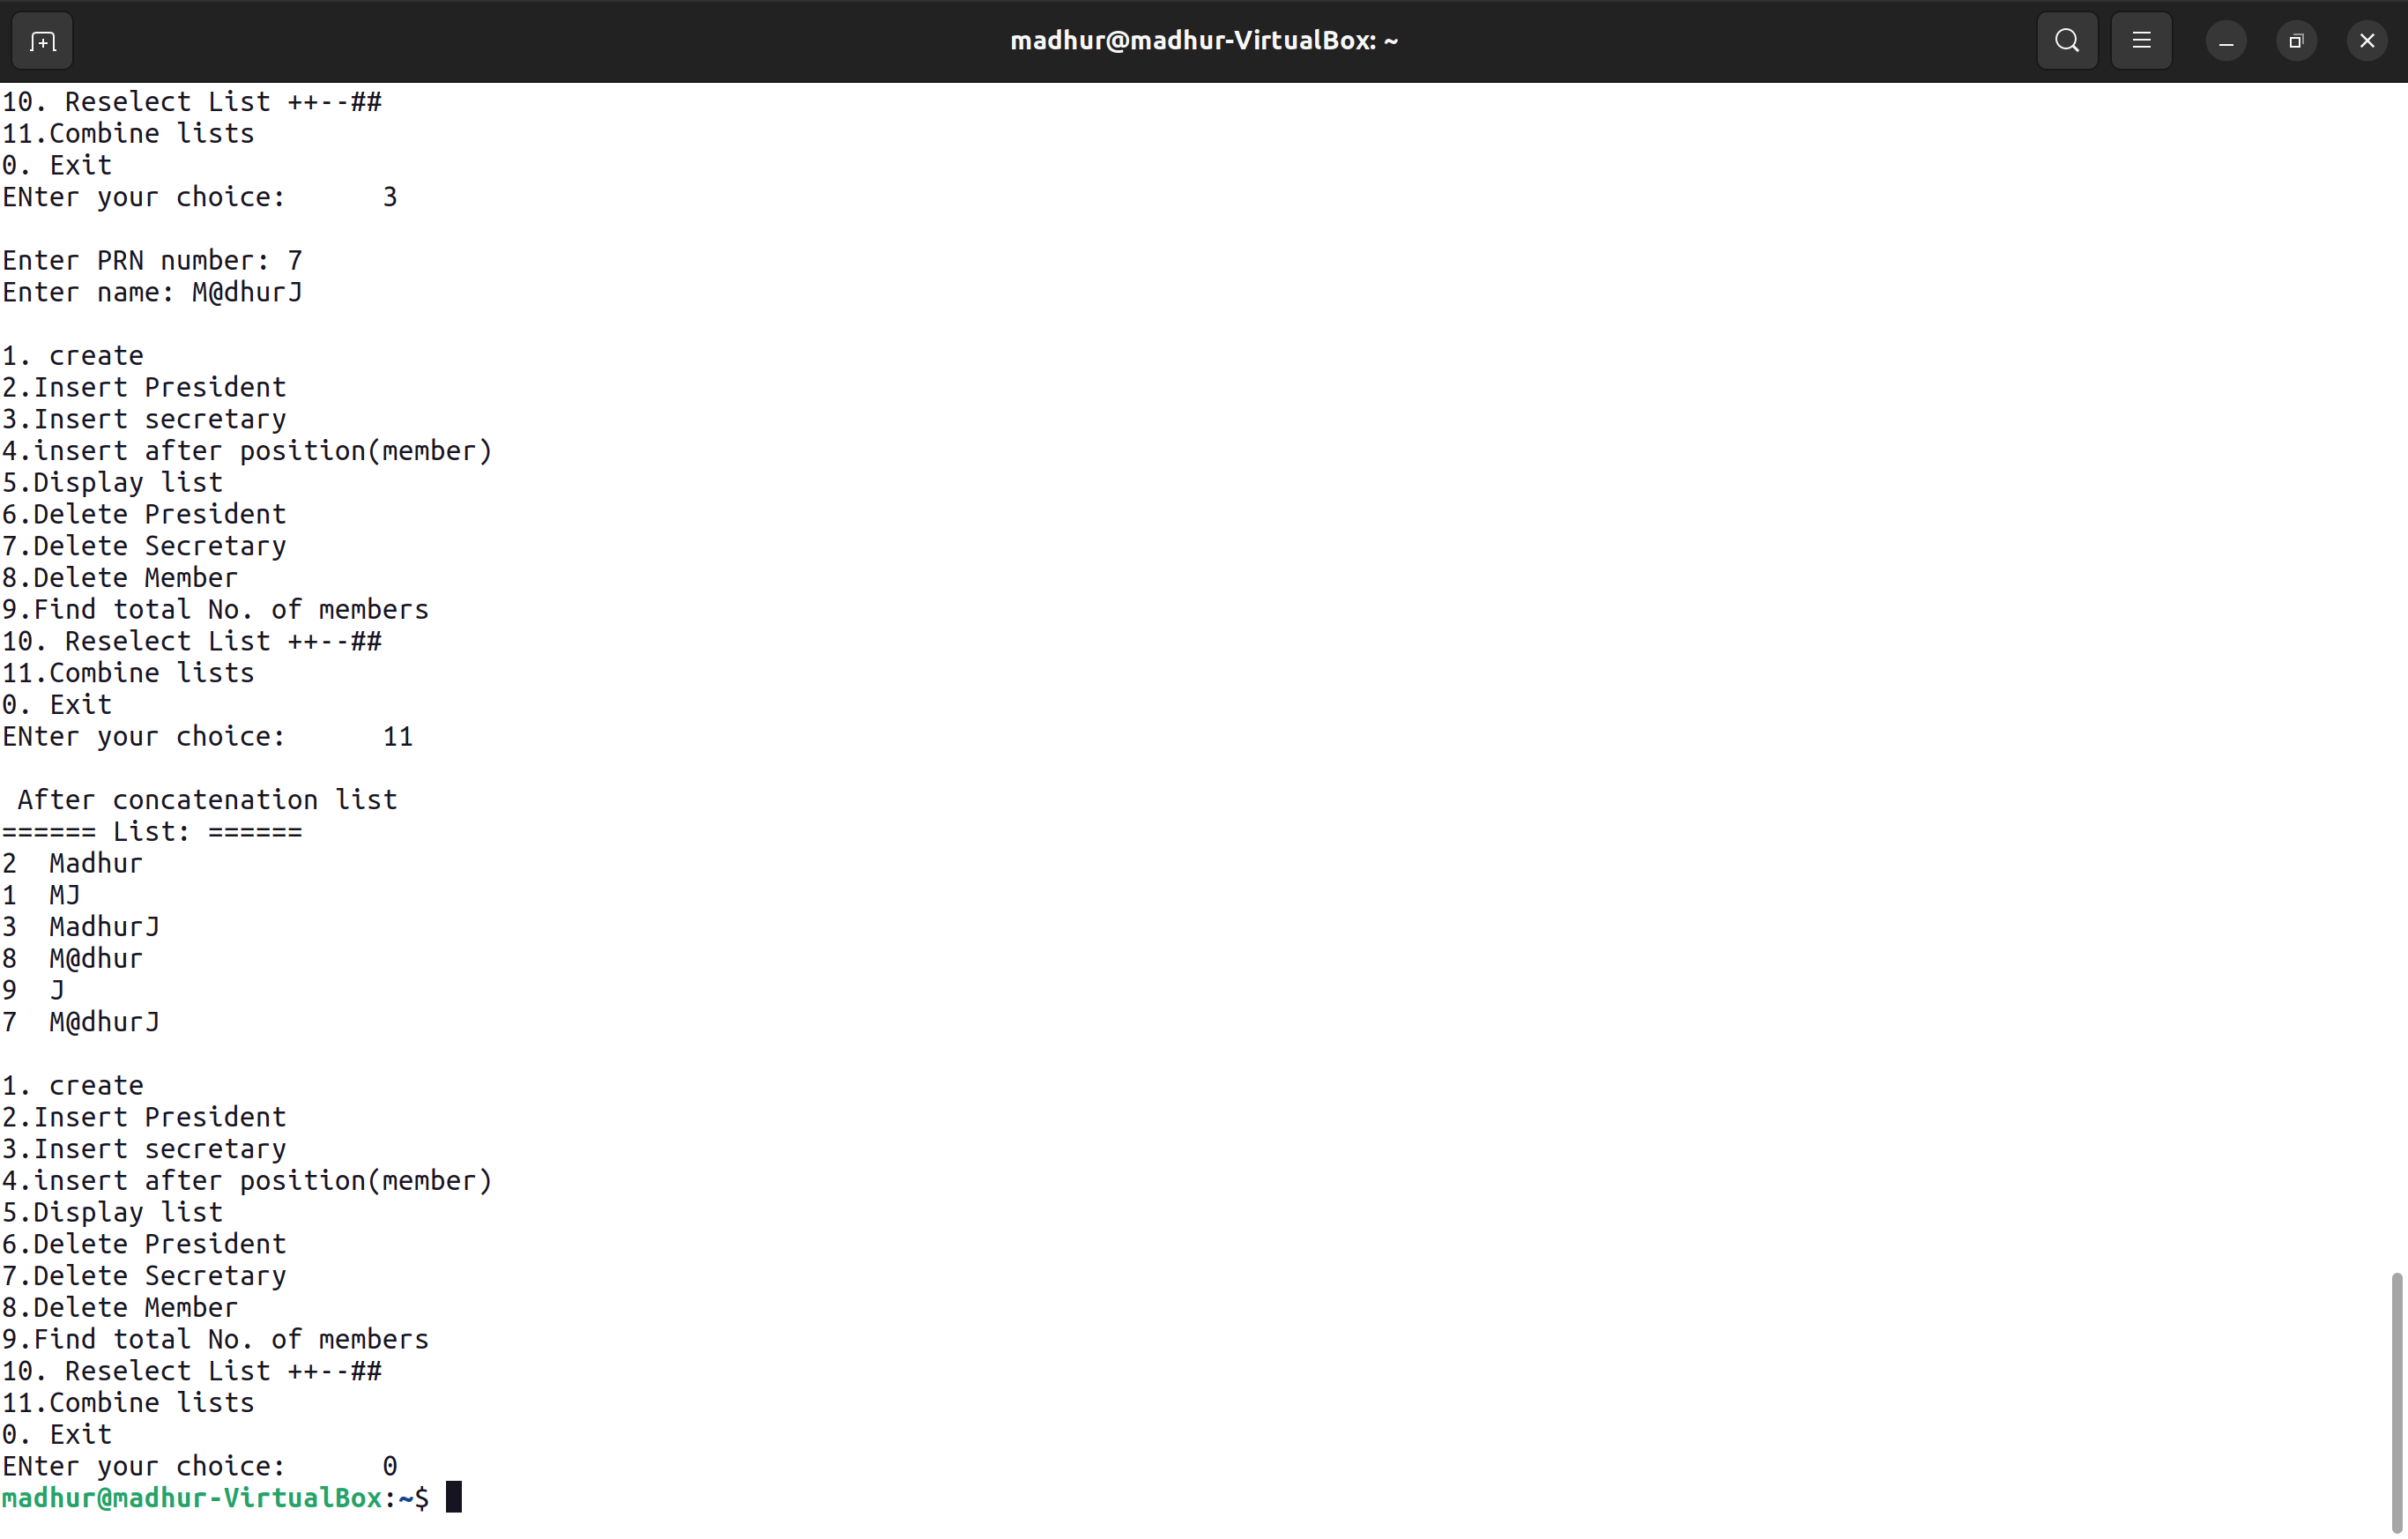 madhur@madhur-VirtualBox: ~
10. Reselect List ++--##
11.Combine lists
0. Exit
ENter your choice:      3

Enter PRN number: 7
Enter name: M@dhurJ

1. create
2.Insert President
3.Insert secretary
4.insert after position(member)
5.Display list
6.Delete President
7.Delete Secretary
8.Delete Member
9.Find total No. of members
10. Reselect List ++--##
11.Combine lists
0. Exit
ENter your choice:      11

 After concatenation list
====== List: ======
2  Madhur
1  MJ
3  MadhurJ
8  M@dhur
9  J
7  M@dhurJ

1. create
2.Insert President
3.Insert secretary
4.insert after position(member)
5.Display list
6.Delete President
7.Delete Secretary
8.Delete Member
9.Find total No. of members
10. Reselect List ++--##
11.Combine lists
0. Exit
ENter your choice:      0
madhur@madhur-VirtualBox:~$